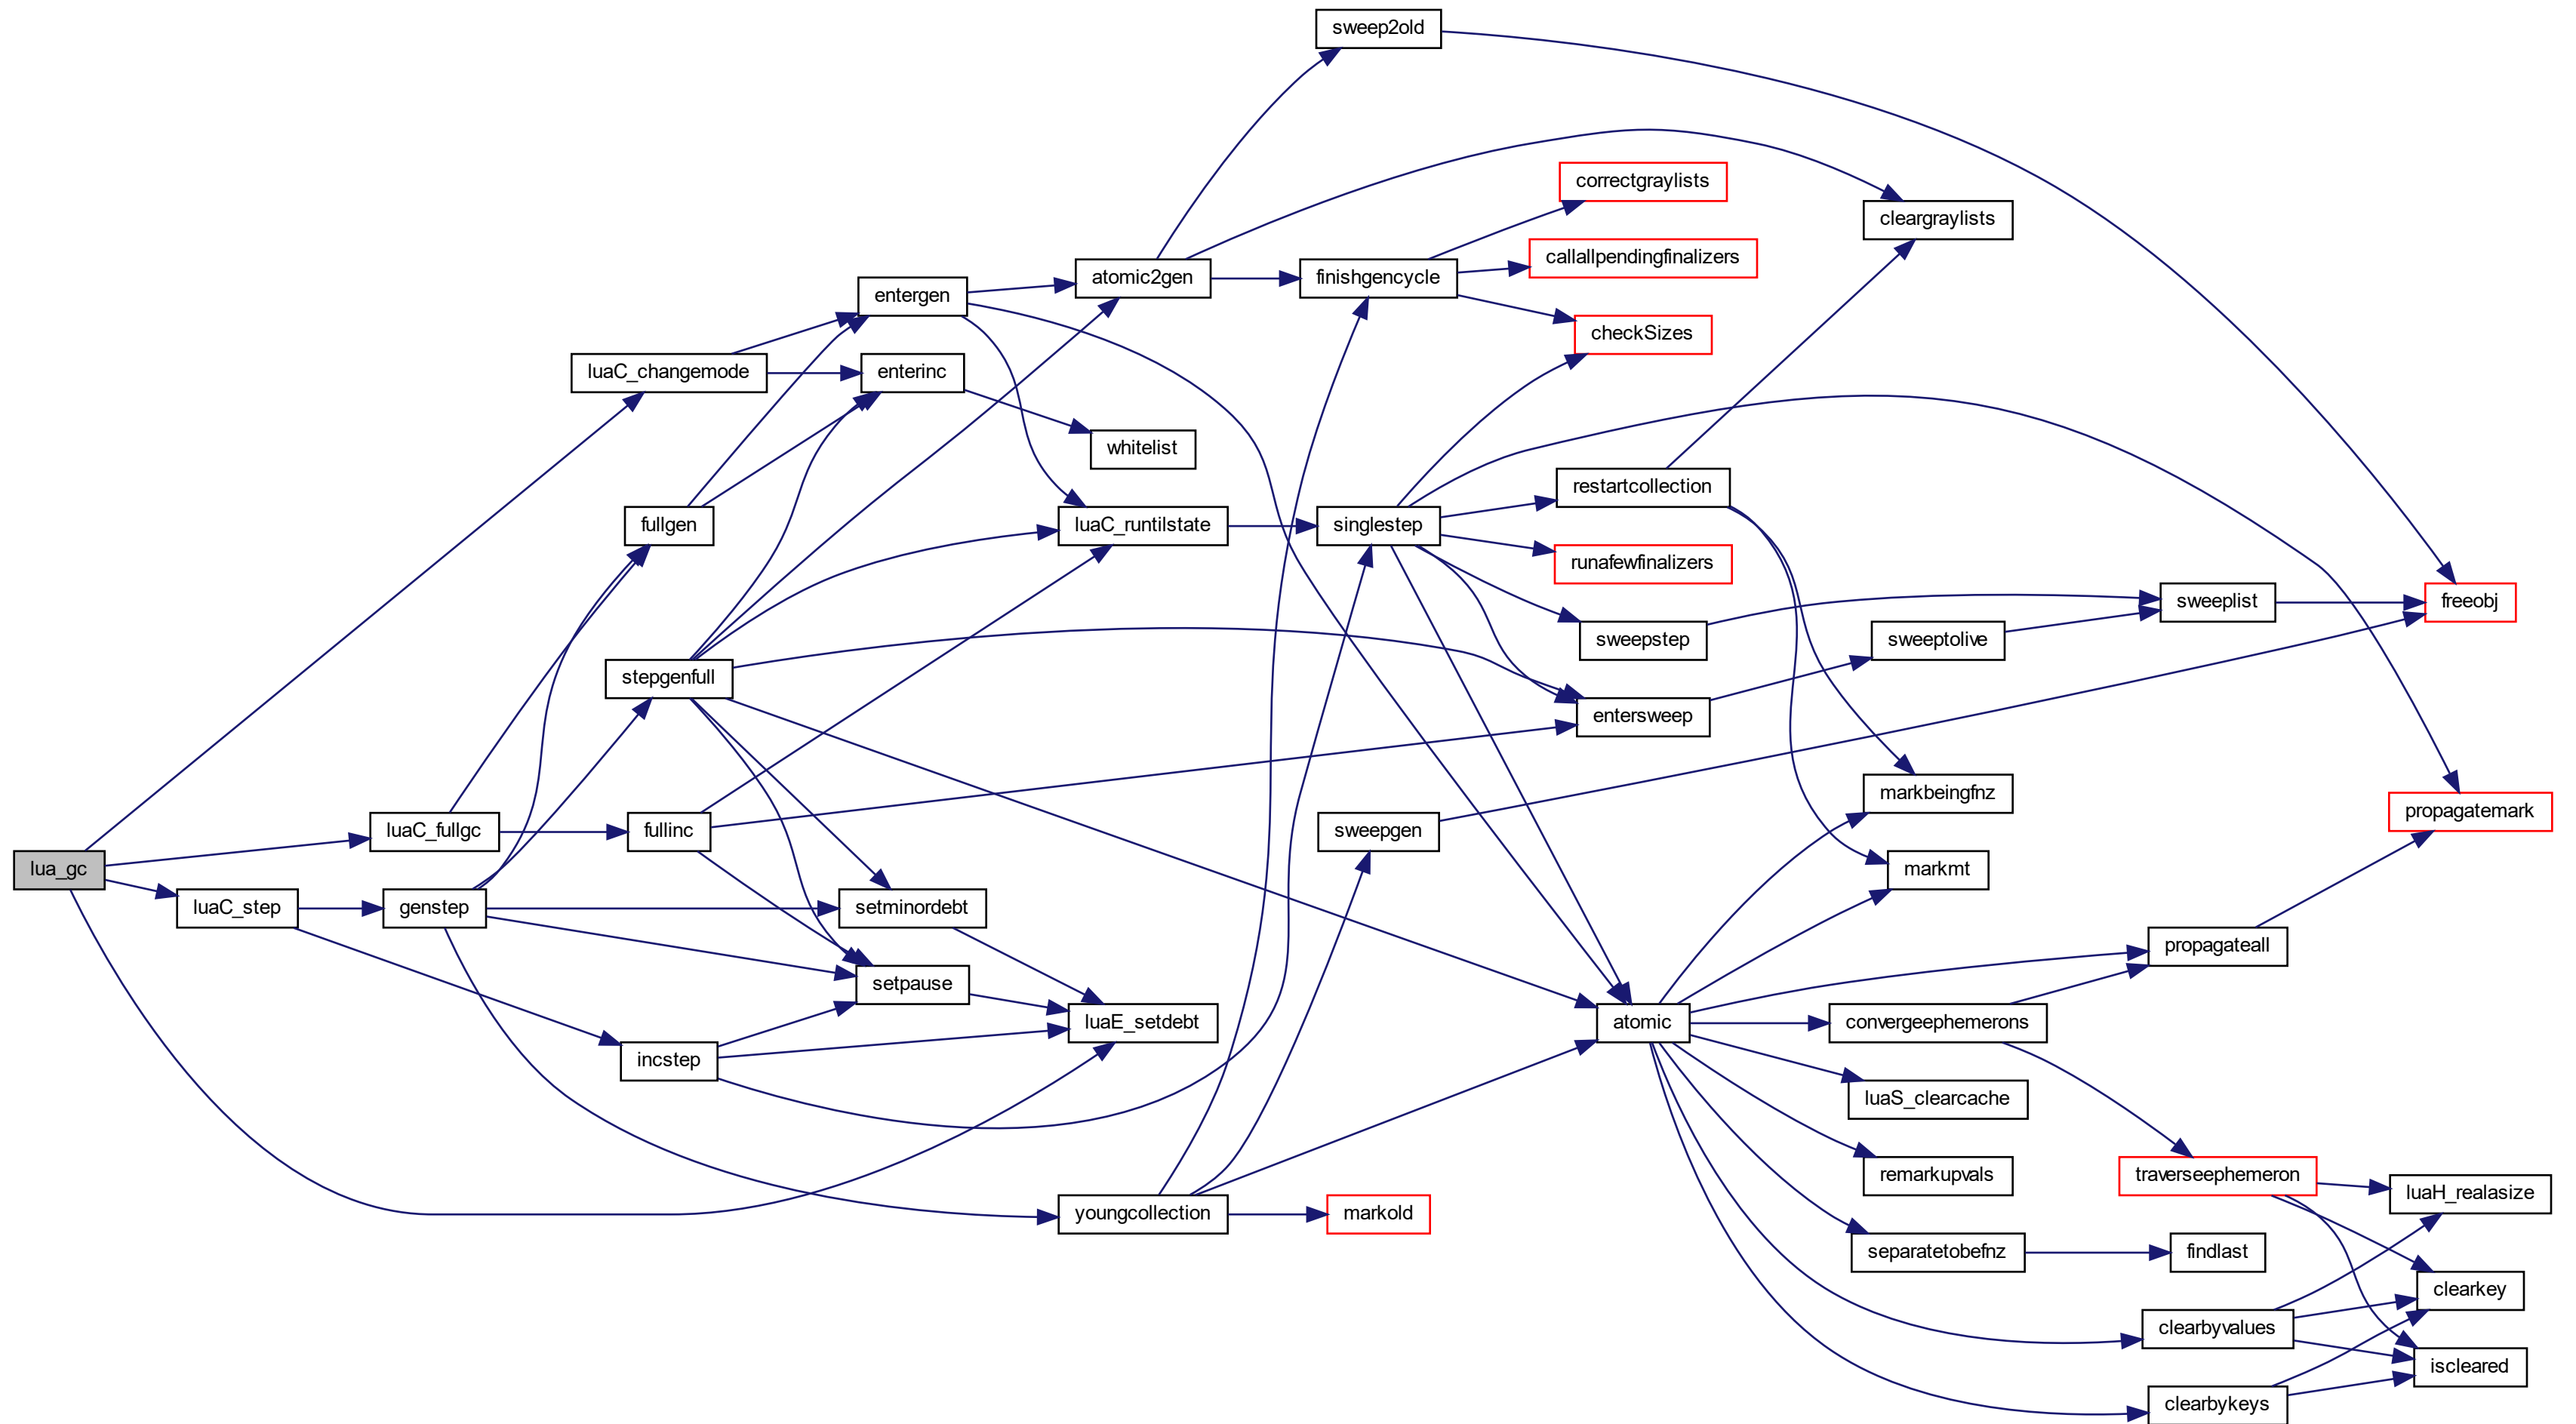 sweep2old
correctgraylists
cleargraylists
callallpendingfinalizers
atomic2gen
finishgencycle
entergen
checkSizes
luaC_changemode
enterinc
whitelist
restartcollection
fullgen
luaC_runtilstate
singlestep
runafewfinalizers
sweeplist
freeobj
sweepstep
sweeptolive
stepgenfull
entersweep
markbeingfnz
propagatemark
luaC_fullgc
fullinc
sweepgen
lua_gc
markmt
luaC_step
genstep
setminordebt
propagateall
setpause
luaE_setdebt
atomic
convergeephemerons
incstep
luaS_clearcache
remarkupvals
traverseephemeron
luaH_realasize
youngcollection
markold
separatetobefnz
findlast
clearkey
clearbyvalues
iscleared
clearbykeys